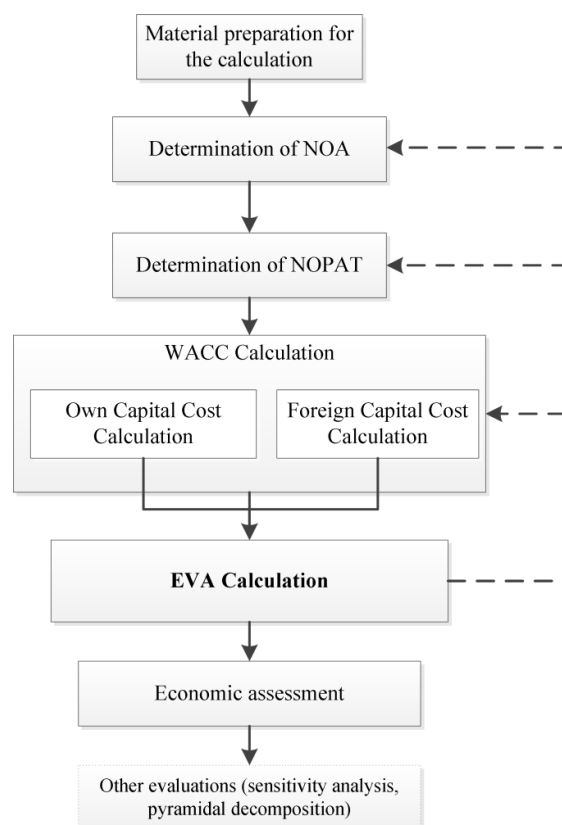 Material preparation for
the calculation
Determination of NOA
Determination of NOPAT
WACC Calculation
Own Capital Cost
Calculation
Foreign Capital Cost
Calculation
EVA Calculation
Economic assessment
Other evaluations (sensitivity analysis,
pyramidal decomposition)